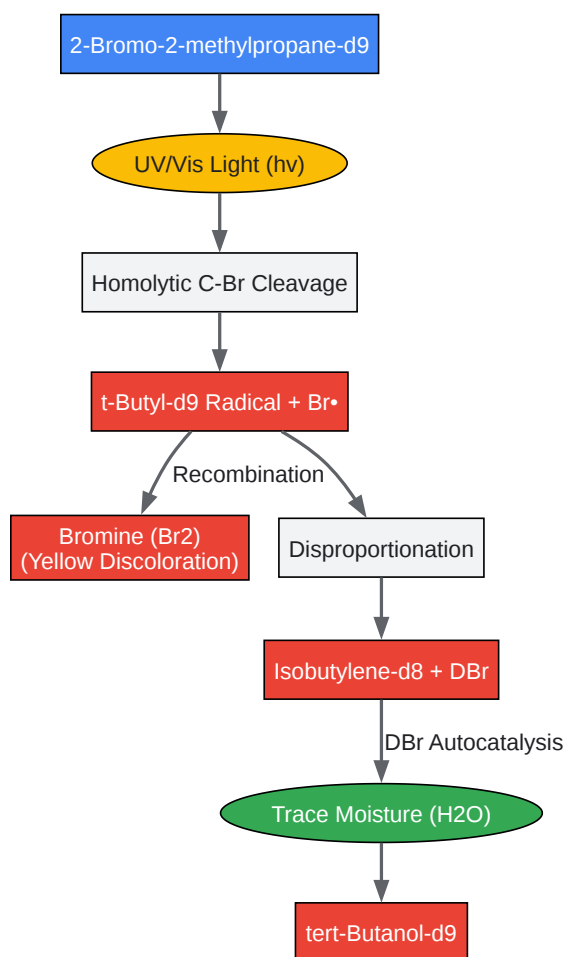 2-Bromo-2-methylpropane-d9
UV/Vis Light (hv)
Homolytic C-Br Cleavage
t-Butyl-d9 Radical + Br•
Recombination
Bromine (Br2)
(Yellow Discoloration)
Disproportionation
Isobutylene-d8 + DBr
DBr Autocatalysis
Trace Moisture (H2O)
tert-Butanol-d9